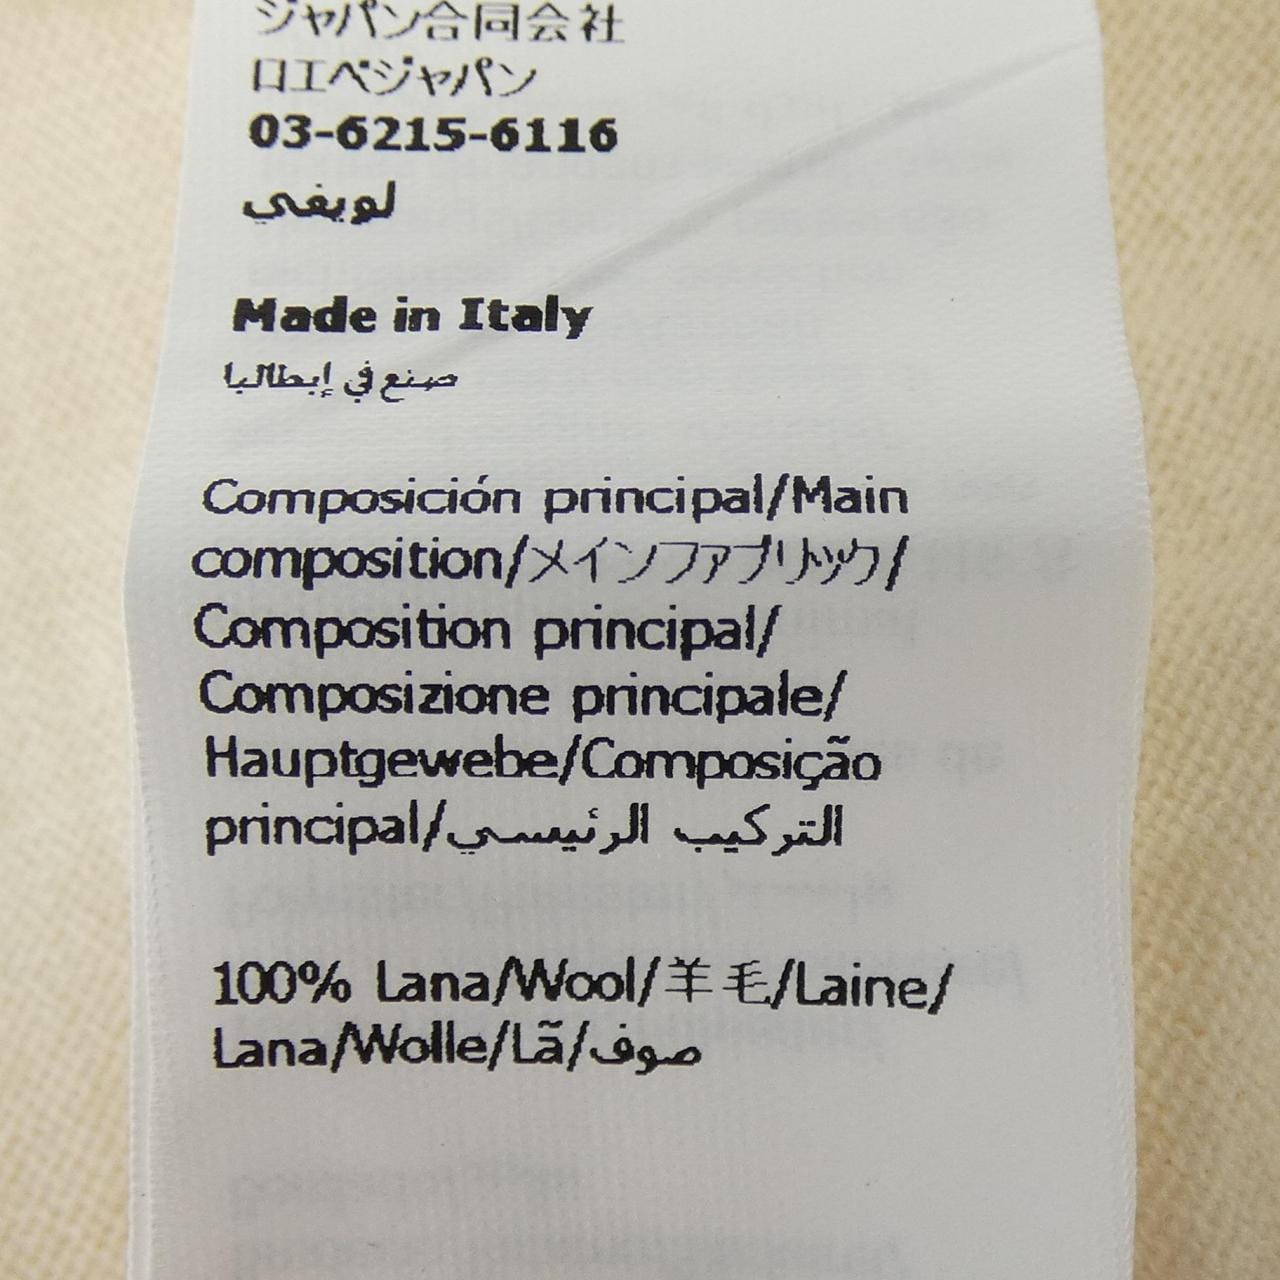 ジャパン合同会社
ロエベジャパン
03-6215-6116
لويفي
Made in Italy
صنع في إيطاليا
Composición principal/Main
composition/メインファブリック/
Composition principal/
Composizione principale/
Hauptgewebe/Composição
principal/التركيب الرئيسي
100% Lana/Wool/羊毛/Laine/
Lana/Wolle/Lã/صوف